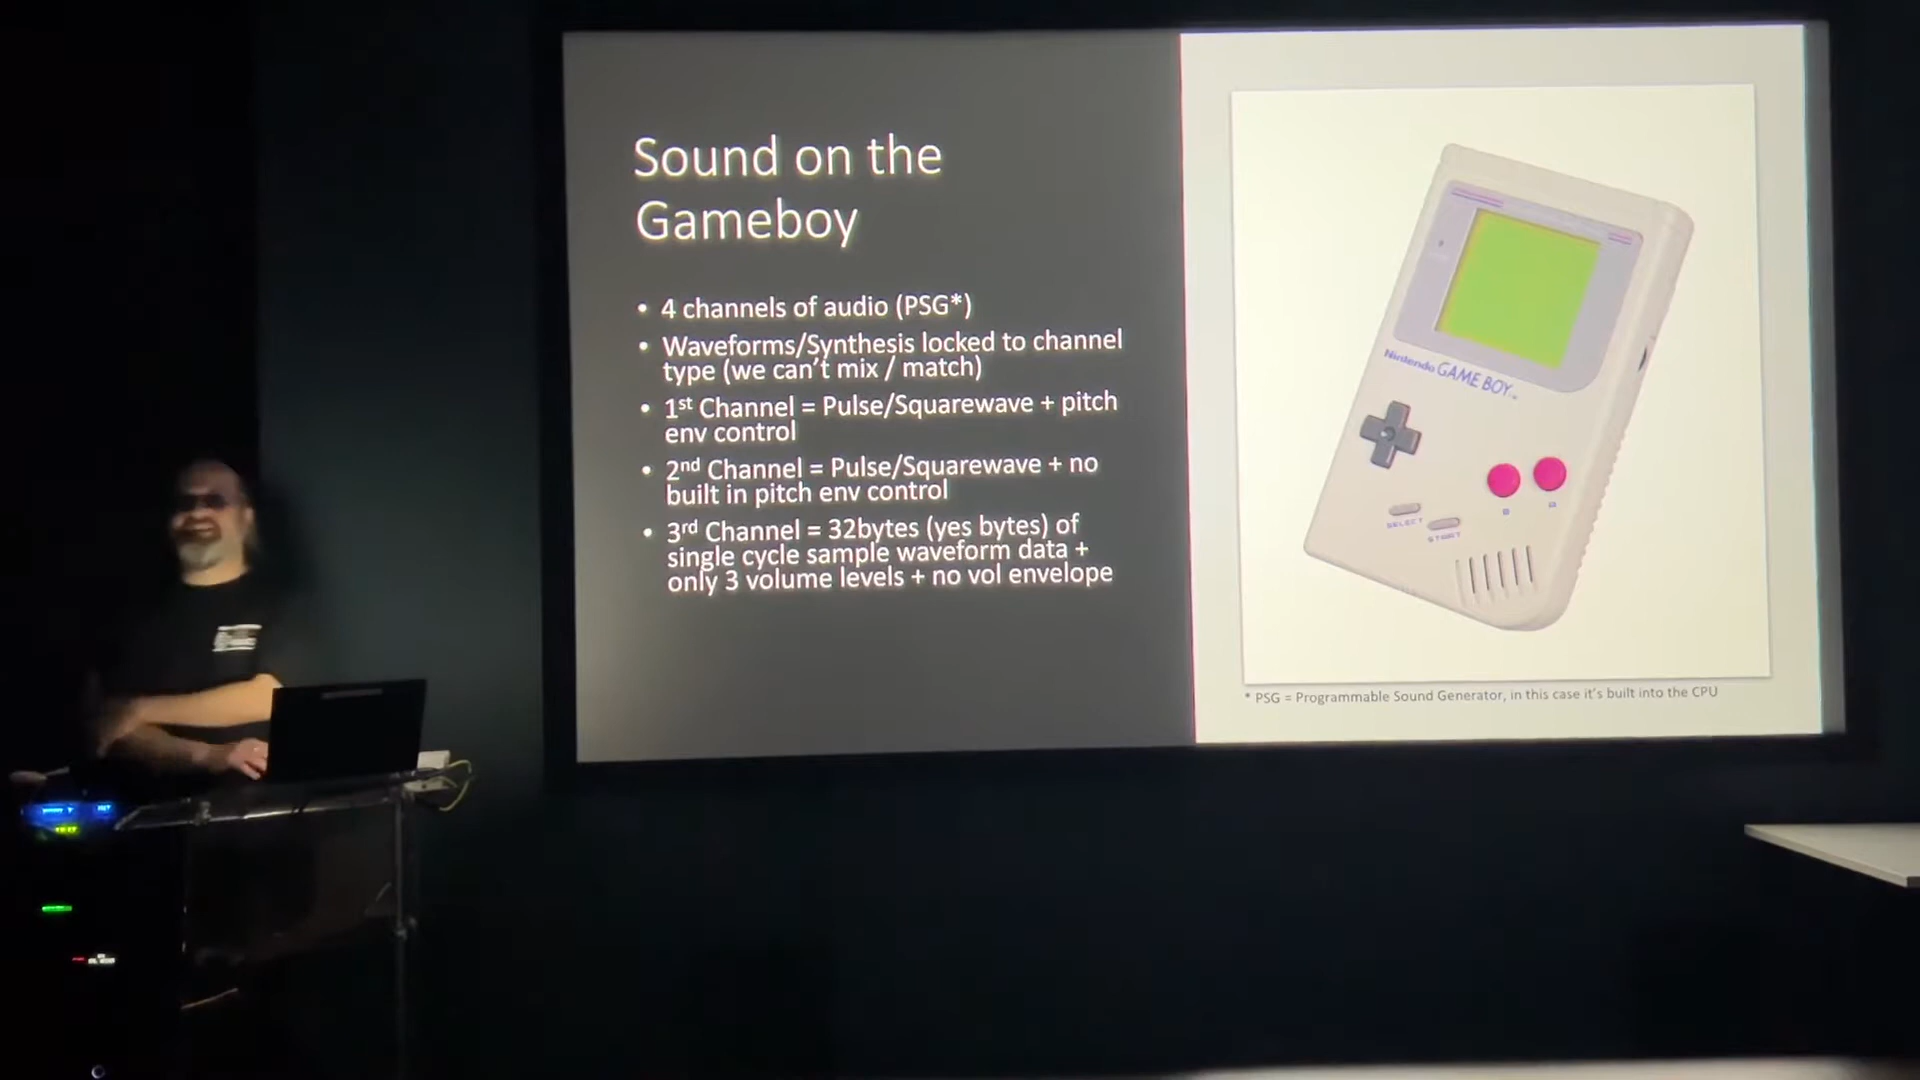 Sound on the
Gameboy
• 4 channels of audio (PSG*)
• Waveforms/Synthesis locked to channel
type (we can't mix / match)
• 1st Channel = Pulse/Squarewave + pitch
env control
• 2nd Channel = Pulse/Squarewave + no
built in pitch env control
• 3rd Channel = 32bytes (yes bytes) of
single cycle sample waveform data +
only 3 volume levels + no vol envelope
Nintendo GAME BOY
B
A
SELECT
START
* PSG = Programmable Sound Generator, in this case it's built into the CPU